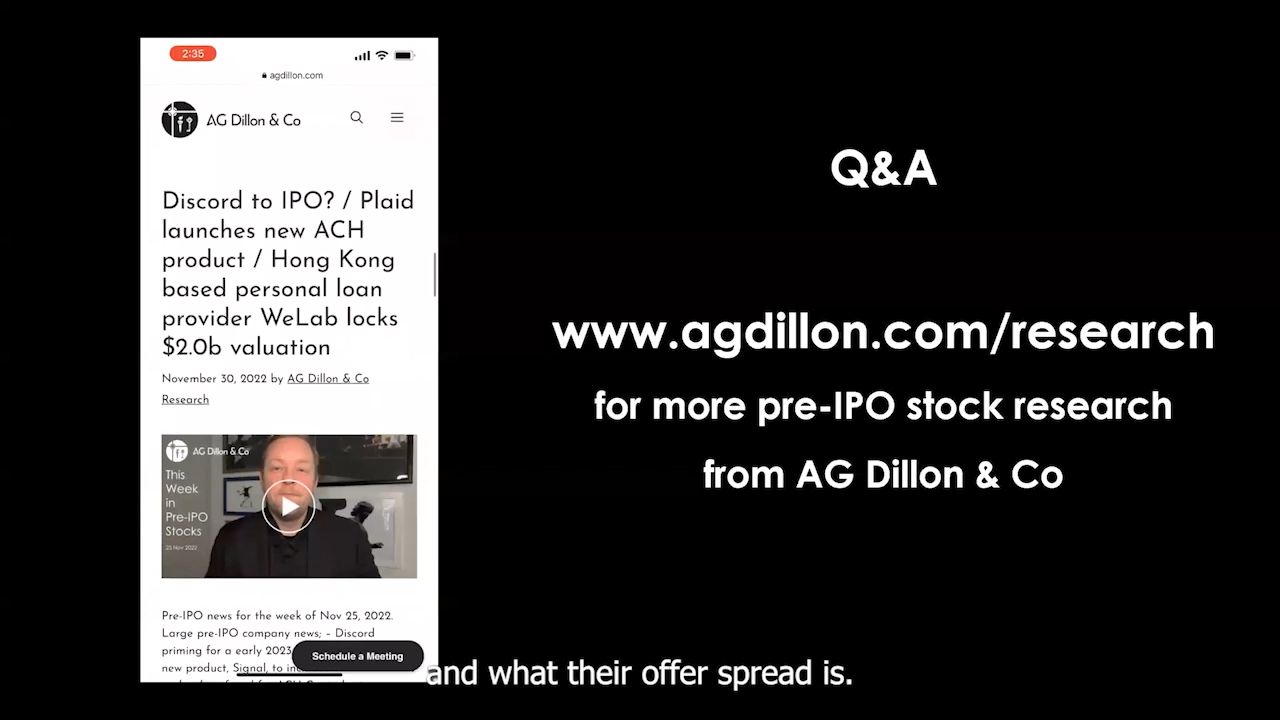 2:35
agdillon.com
AG Dillon & Co
Discord to IPO? / Plaid
launches new ACH
product / Hong Kong
based personal loan
provider WeLab locks
$2.0b valuation
November 30, 2022 by AG Dillon & Co
Research
AG Dillon & Co
This
Week
in
Pre-IPO
Stocks
25 Nov 2022
Pre-IPO news for the week of Nov 25, 2022.
Large pre-IPO company news; – Discord
priming for a early 2023
new product, Signal, to
Schedule a Meeting
Q&A
www.agdillon.com/research
for more pre-IPO stock research
from AG Dillon & Co
and what their offer spread is.